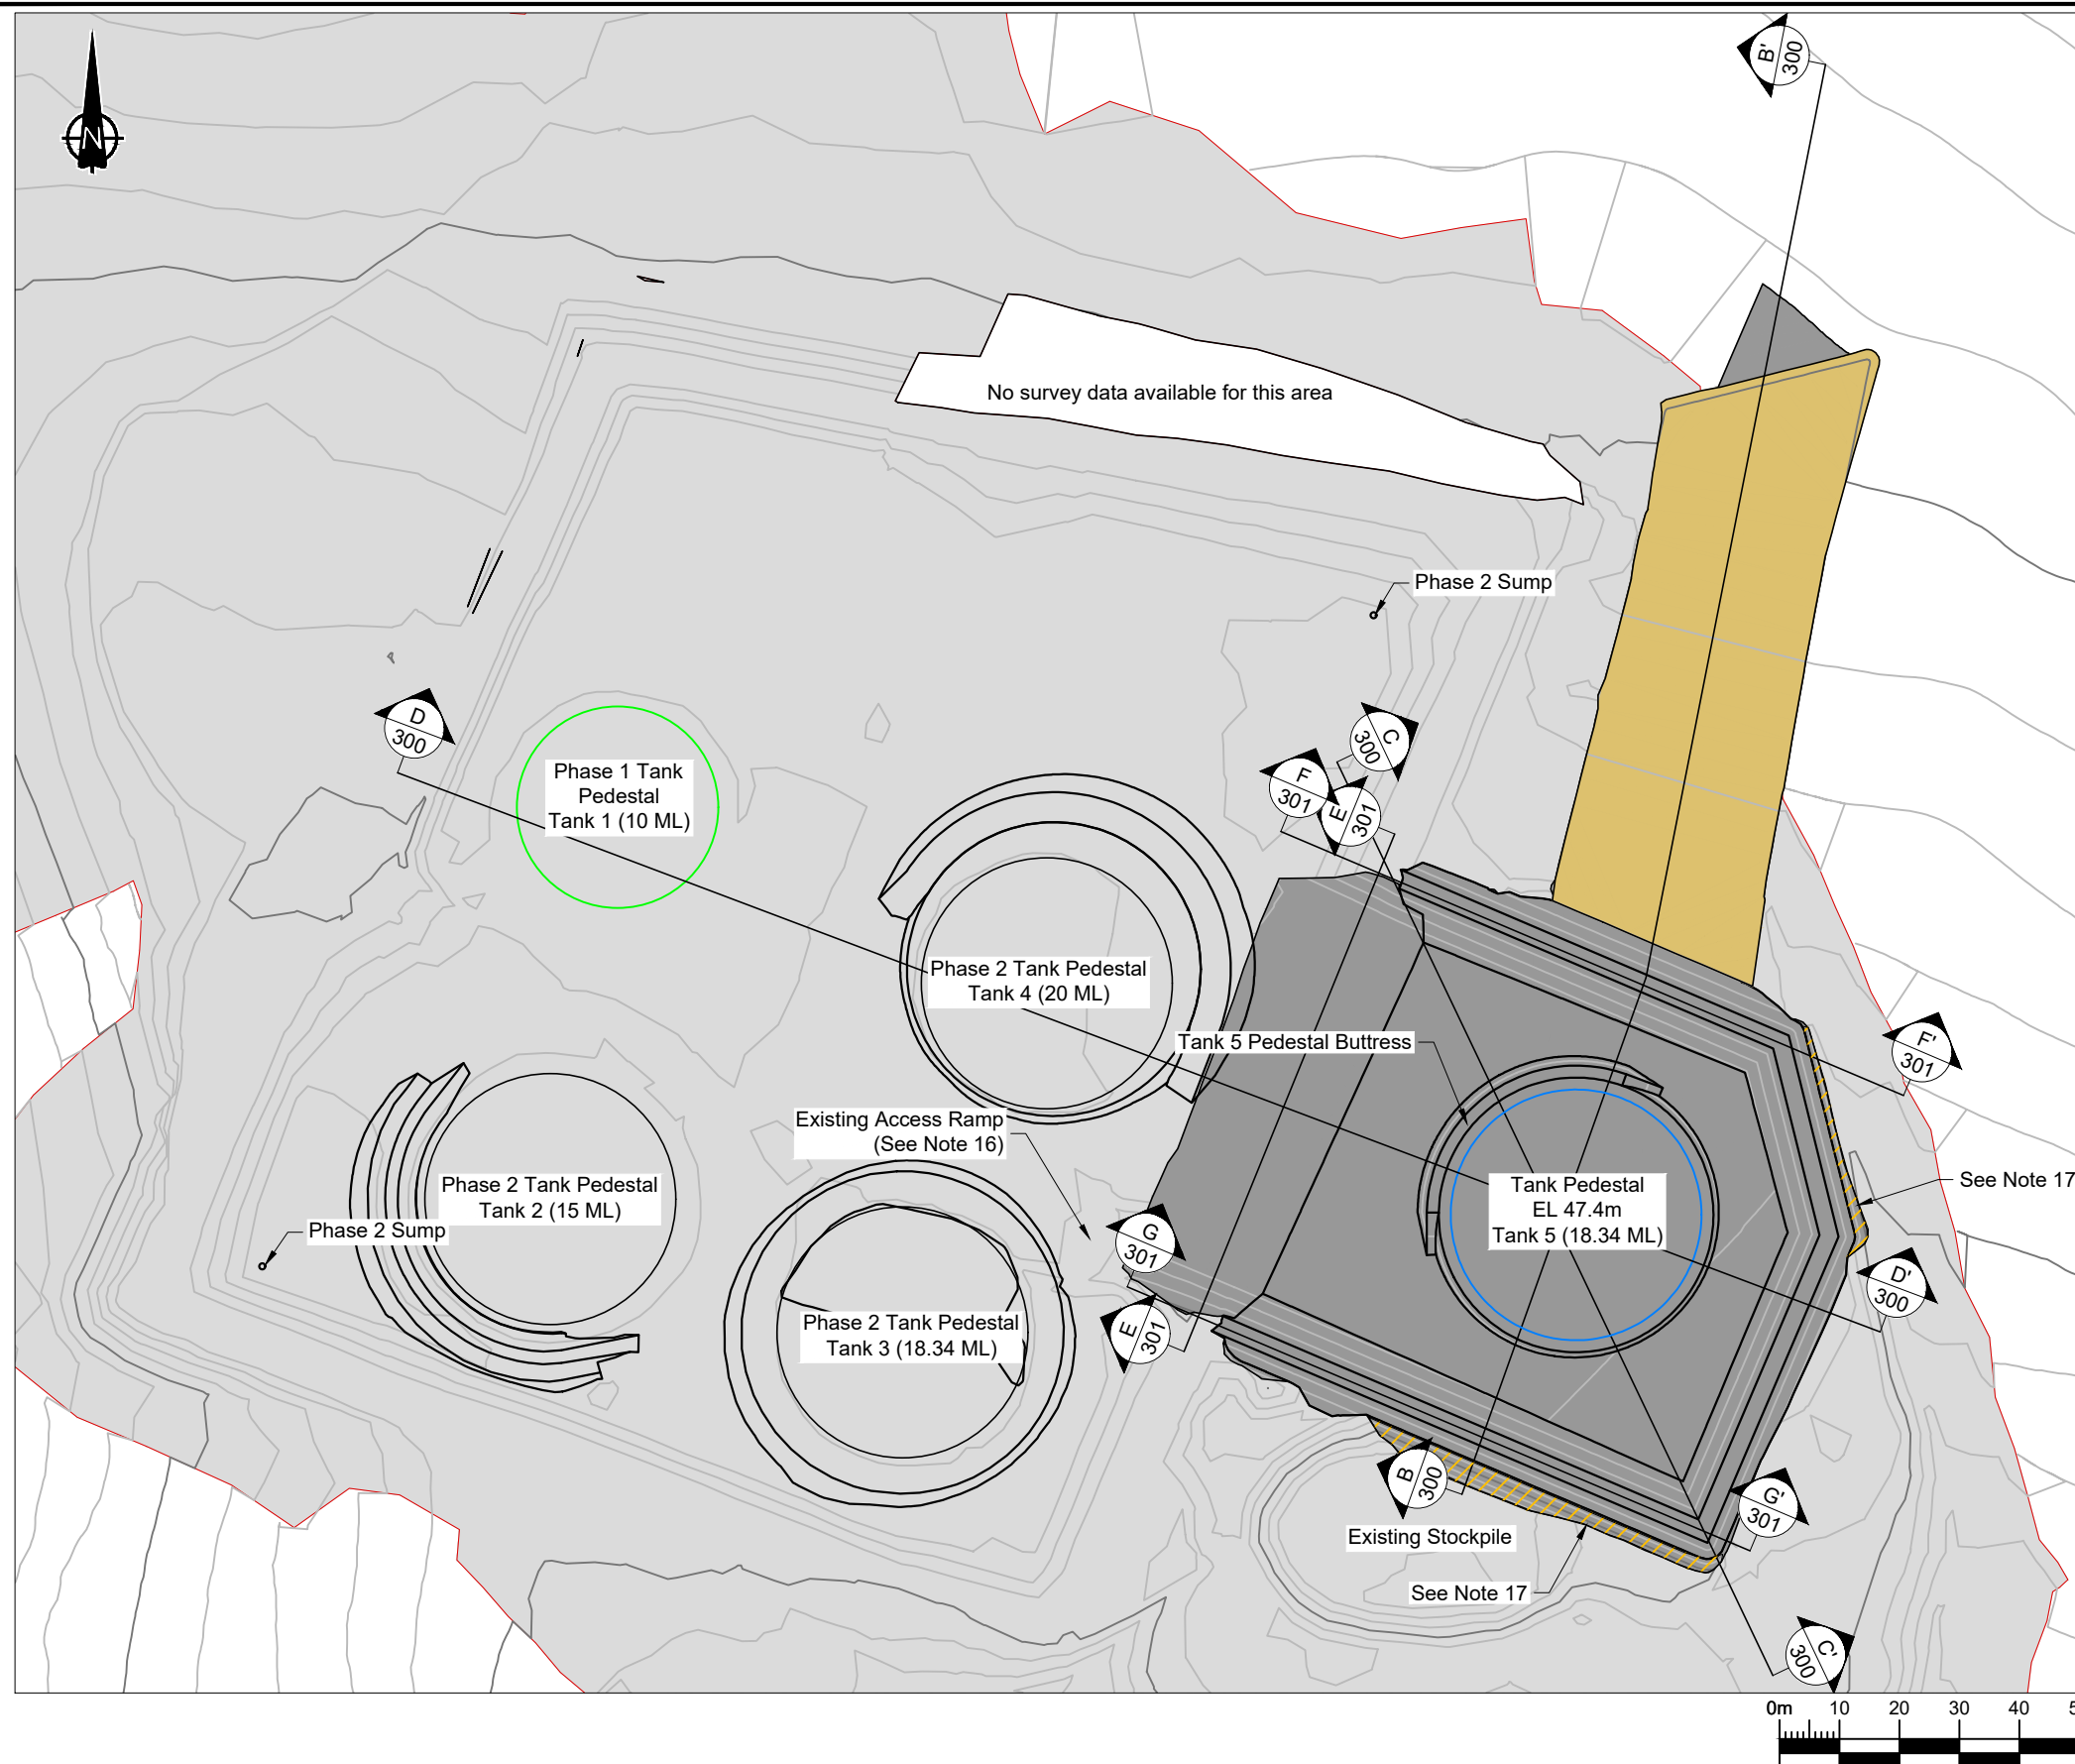 B'
300
N
No survey data available for this area
Phase 2 Sump
D
300
C
300
F
301
E
301
Phase 1 Tank
Pedestal
Tank 1 (10 ML)
Phase 2 Tank Pedestal
Tank 4 (20 ML)
Tank 5 Pedestal Buttress
F'
301
Existing Access Ramp
(See Note 16)
See Note 17
Phase 2 Tank Pedestal
Tank 2 (15 ML)
Phase 2 Sump
Tank Pedestal
EL 47.4m
Tank 5 (18.34 ML)
G
301
D'
300
E
301
Phase 2 Tank Pedestal
Tank 3 (18.34 ML)
B
300
G'
301
Existing Stockpile
See Note 17
C'
300
0m 10 20 30 40